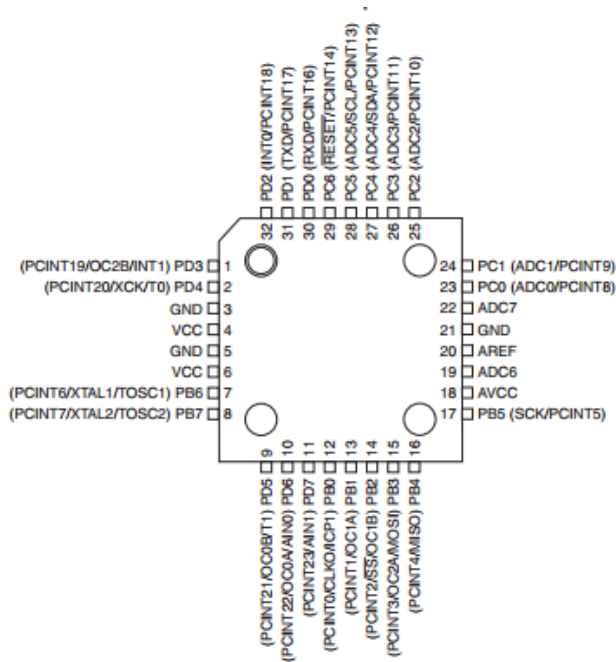 PD2 (INT0/PCINT18)
PD1 (TXD/PCINT17)
PD0 (RXD/PCINT16)
PC6 (RESET/PCINT14)
PC5 (ADC5/SCL/PCINT13)
PC4 (ADC4/SDA/PCINT12)
PC3 (ADC3/PCINT11)
PC2 (ADC2/PCINT10)
32
31
30
29
28
27
26
25
(PCINT19/OC2B/INT1) PD3 1
(PCINT20/XCK/T0) PD4 2
GND 3
VCC 4
GND 5
VCC 6
(PCINT6/XTAL1/TOSC1) PB6 7
(PCINT7/XTAL2/TOSC2) PB7 8
24 PC1 (ADC1/PCINT9)
23 PC0 (ADC0/PCINT8)
22 ADC7
21 GND
20 AREF
19 ADC6
18 AVCC
17 PB5 (SCK/PCINT5)
9
10
11
12
13
14
15
16
(PCINT21/OC0B/T1) PD5
(PCINT22/OC0A/AIN0) PD6
(PCINT23/AIN1) PD7
(PCINT0/CLKO/ICP1) PB0
(PCINT1/OC1A) PB1
(PCINT2/SS/OC1B) PB2
(PCINT3/OC2A/MOSI) PB3
(PCINT4/MISO) PB4